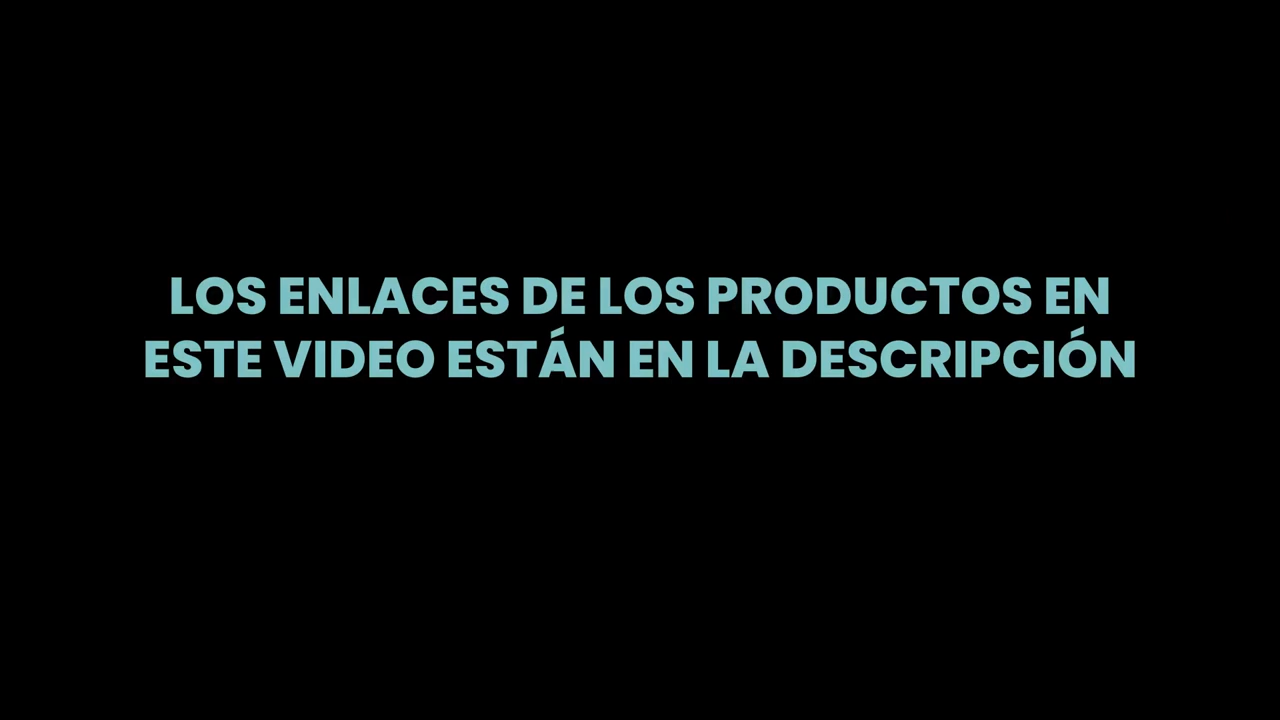 LOS ENLACES DE LOS PRODUCTOS EN
ESTE VIDEO ESTÁN EN LA DESCRIPCIÓN